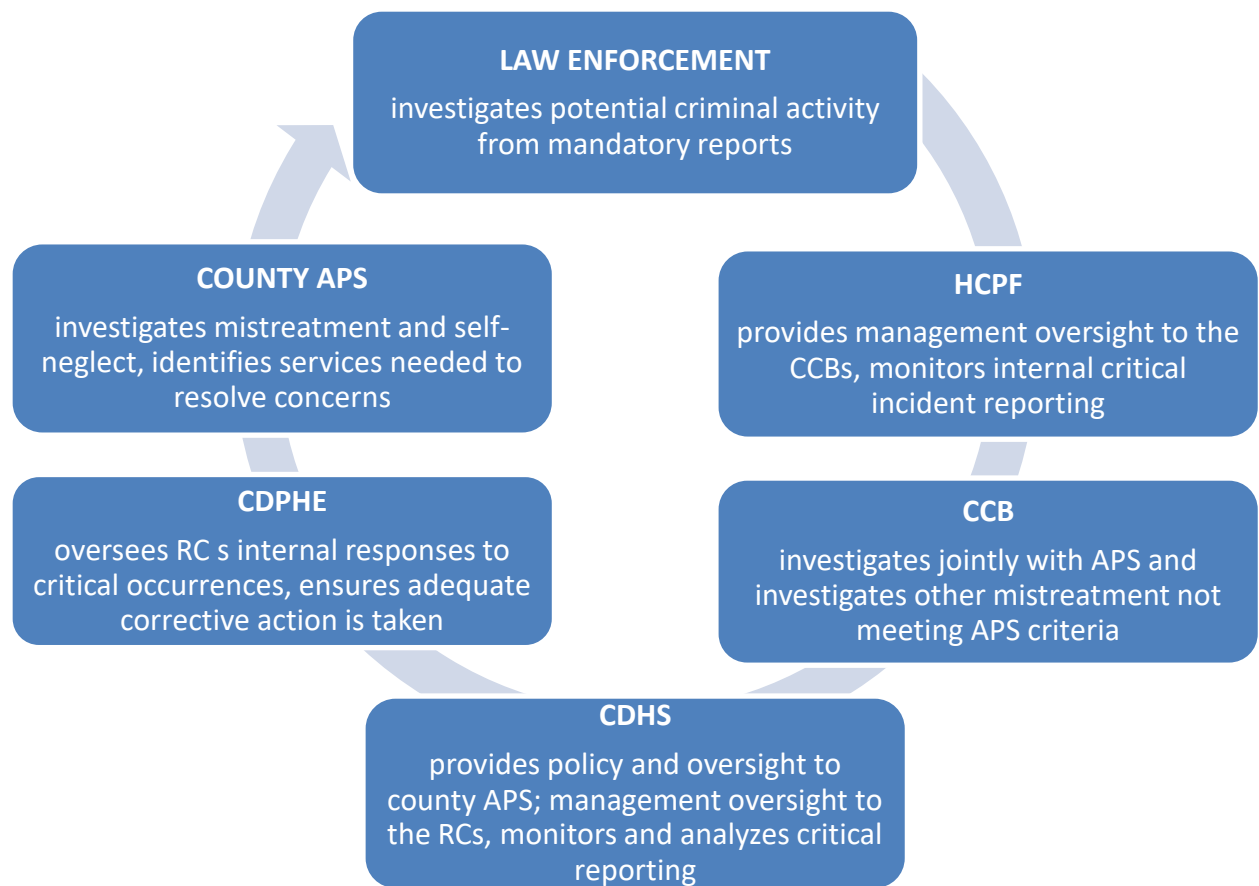 LAW ENFORCEMENT
investigates potential criminal activity
from mandatory reports
HCPF
provides management oversight to the
CCBs, monitors internal critical
incident reporting
CCB
investigates jointly with APS and
investigates other mistreatment not
meeting APS criteria
CDHS
provides policy and oversight to
county APS; management oversight to
the RCs, monitors and analyzes critical
reporting
CDPHE
oversees RC s internal responses to
critical occurrences, ensures adequate
corrective action is taken
COUNTY APS
investigates mistreatment and self-
neglect, identifies services needed to
resolve concerns